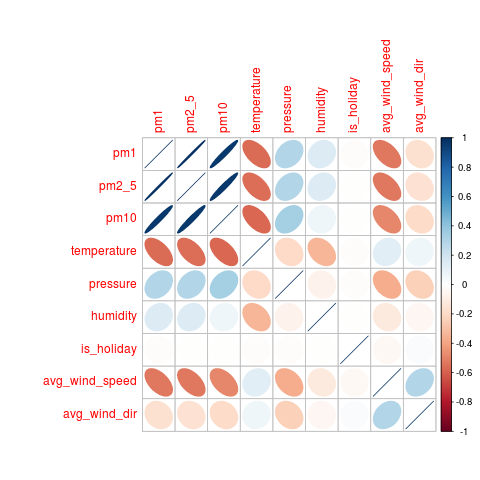 pm1
pm2_5
pm10
temperature
pressure
humidity
is_holiday
avg_wind_speed
avg_wind_dir
pm1
pm2_5
pm10
temperature
pressure
humidity
is_holiday
avg_wind_speed
avg_wind_dir
1
0.8
0.6
0.4
0.2
0
-0.2
-0.4
-0.6
-0.8
-1